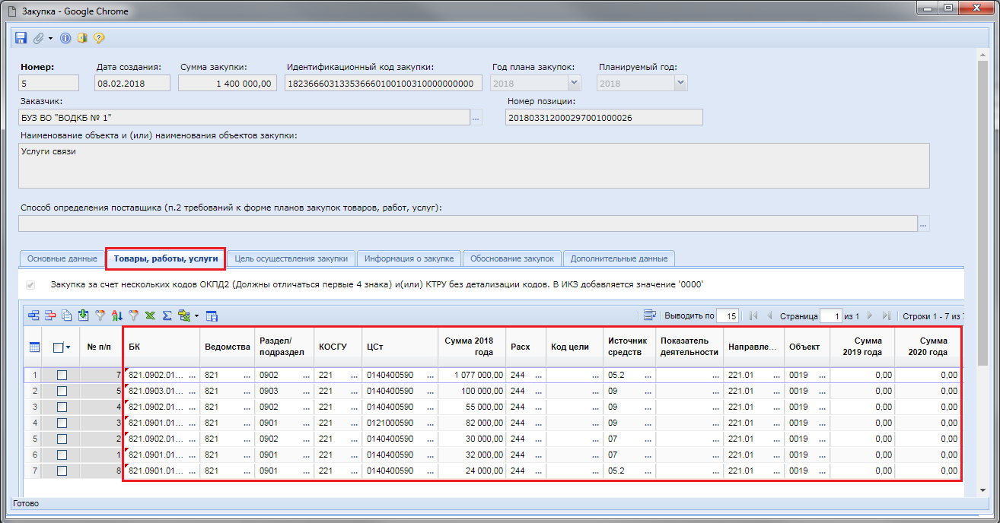 Закупка - Google Chrome
Номер: Дата создания: Сумма закупки: Идентификационный код закупки: Год плана закупок: Планируемый год:
5 08.02.2018 1 400 000,00 182366603133536660100100310000000000 2018 2018
Заказчик: Номер позиции:
БУЗ ВО "ВОДКБ № 1" ... 201803312000297001000026
Наименование объекта и (или) наименования объектов закупки:
Услуги связи
Способ определения поставщика (п.2 требований к форме планов закупок товаров, работ, услуг):
...
Основные данные Товары, работы, услуги Цель осуществления закупки Информация о закупке Обоснование закупок Дополнительные данные
Закупка за счет нескольких кодов ОКПД2 (Должны отличаться первые 4 знака) и(или) КТРУ без детализации кодов. В ИКЗ добавляется значение '0000'
Выводить по 15 Страница 1 из 1 Строки 1 - 7 из 7
№ п/п БК Ведомства Раздел/ подраздел КОСГУ ЦСт Сумма 2018 года Расх Код цели Источник средств Показатель деятельности Направле... Объект Сумма 2019 года Сумма 2020 года
1 7 821.0902.01... ... 821 ... 0902 ... 221 ... 0140400590 ... 1 077 000,00 244 ... ... 05.2 ... ... 221.01 ... 0019 ... 0,00 0,00
2 5 821.0903.01... ... 821 ... 0903 ... 221 ... 0140400590 ... 100 000,00 244 ... ... 09 ... ... 221.01 ... 0019 ... 0,00 0,00
3 4 821.0902.01... ... 821 ... 0902 ... 221 ... 0140400590 ... 55 000,00 244 ... ... 09 ... ... 221.01 ... 0019 ... 0,00 0,00
4 3 821.0901.01... ... 821 ... 0901 ... 221 ... 0121000590 ... 82 000,00 244 ... ... 09 ... ... 221.01 ... 0019 ... 0,00 0,00
5 2 821.0902.01... ... 821 ... 0902 ... 221 ... 0140400590 ... 30 000,00 244 ... ... 07 ... ... 221.01 ... 0019 ... 0,00 0,00
6 1 821.0901.01... ... 821 ... 0901 ... 221 ... 0140400590 ... 32 000,00 244 ... ... 07 ... ... 221.01 ... 0019 ... 0,00 0,00
7 8 821.0901.01... ... 821 ... 0901 ... 221 ... 0140400590 ... 24 000,00 244 ... ... 05.2 ... ... 221.01 ... 0019 ... 0,00 0,00
Готово